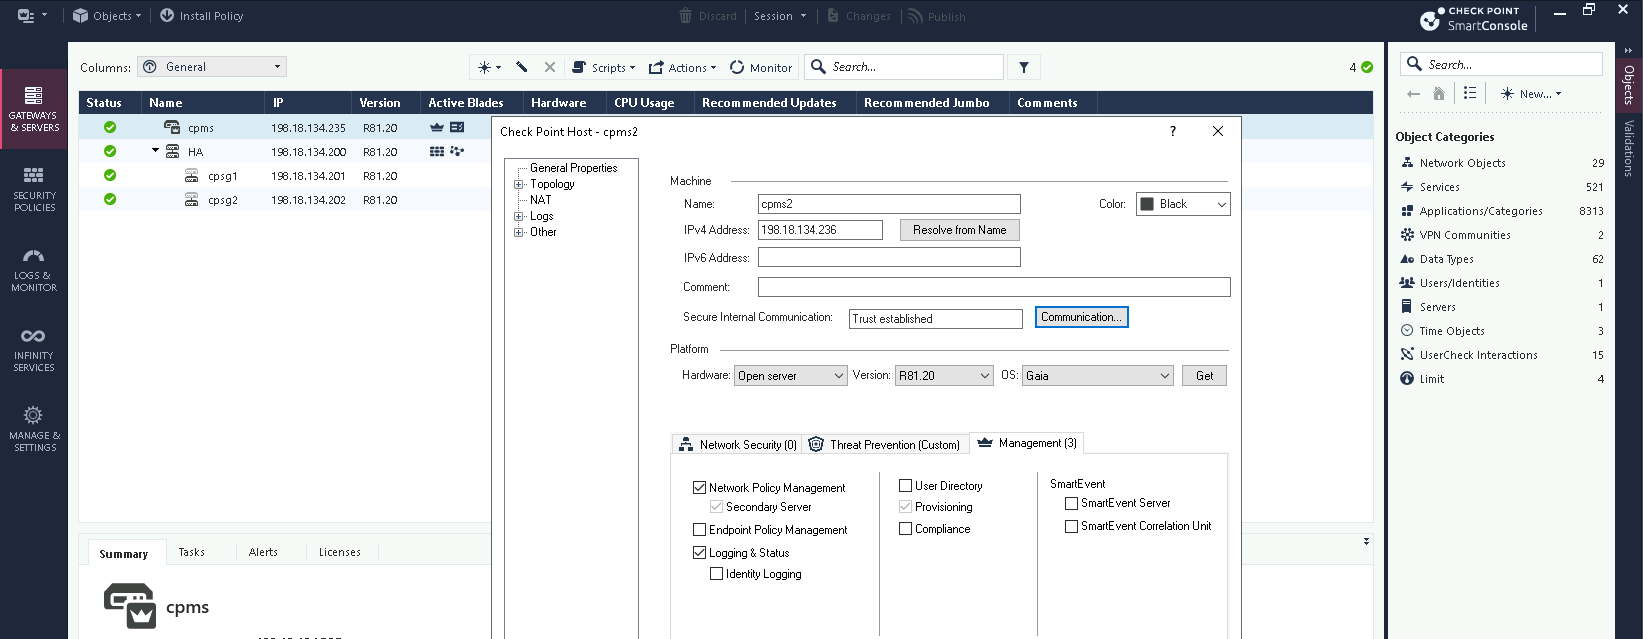 Objects
Install Policy
Discard
Session
Changes
Publish
CHECK POINT
SmartConsole
GATEWAYS
& SERVERS
SECURITY
POLICIES
LOGS &
MONITOR
INFINITY
SERVICES
MANAGE &
SETTINGS
Columns: General
Scripts
Actions
Monitor
Search...
4
Status Name IP Version Active Blades Hardware CPU Usage Recommended Updates Recommended Jumbo Comments
cpms 198.18.134.235 R81.20
HA 198.18.134.200 R81.20
cpsg1 198.18.134.201 R81.20
cpsg2 198.18.134.202 R81.20
Check Point Host - cpms2
?
General Properties
Topology
NAT
Logs
Other
Machine
Name: cpms2 Color: Black
IPv4 Address: 198.18.134.236 Resolve from Name
IPv6 Address:
Comment:
Secure Internal Communication: Trust established Communication...
Platform
Hardware: Open server Version: R81.20 OS: Gaia Get
Network Security (0) Threat Prevention (Custom) Management (3)
Network Policy Management
Secondary Server
Endpoint Policy Management
Logging & Status
Identity Logging
User Directory
Provisioning
Compliance
SmartEvent
SmartEvent Server
SmartEvent Correlation Unit
Summary Tasks Alerts Licenses
cpms
Search...
New...
Object Categories
Network Objects 29
Services 521
Applications/Categories 8313
VPN Communities 2
Data Types 62
Users/Identities 1
Servers 1
Time Objects 3
UserCheck Interactions 15
Limit 4
Objects
Validations